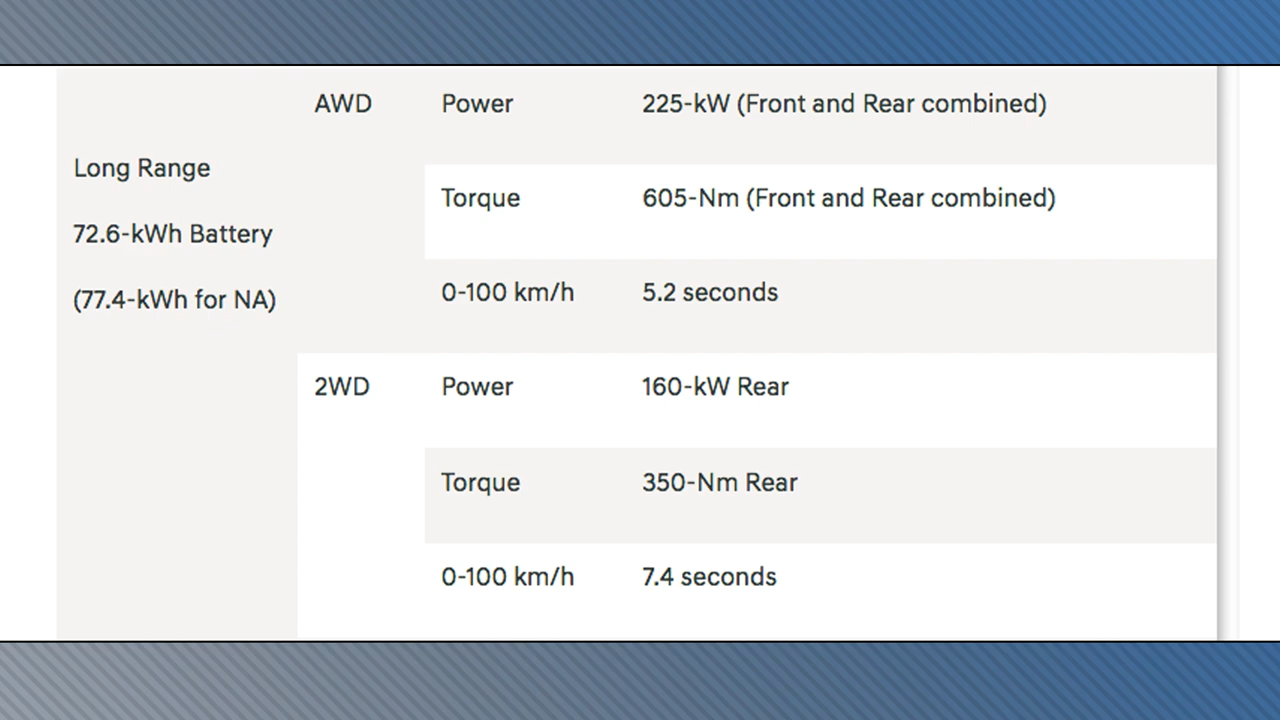 AWD Power 225-kW (Front and Rear combined)
Long Range
Torque 605-Nm (Front and Rear combined)
72.6-kWh Battery
(77.4-kWh for NA)
0-100 km/h 5.2 seconds
2WD Power 160-kW Rear
Torque 350-Nm Rear
0-100 km/h 7.4 seconds